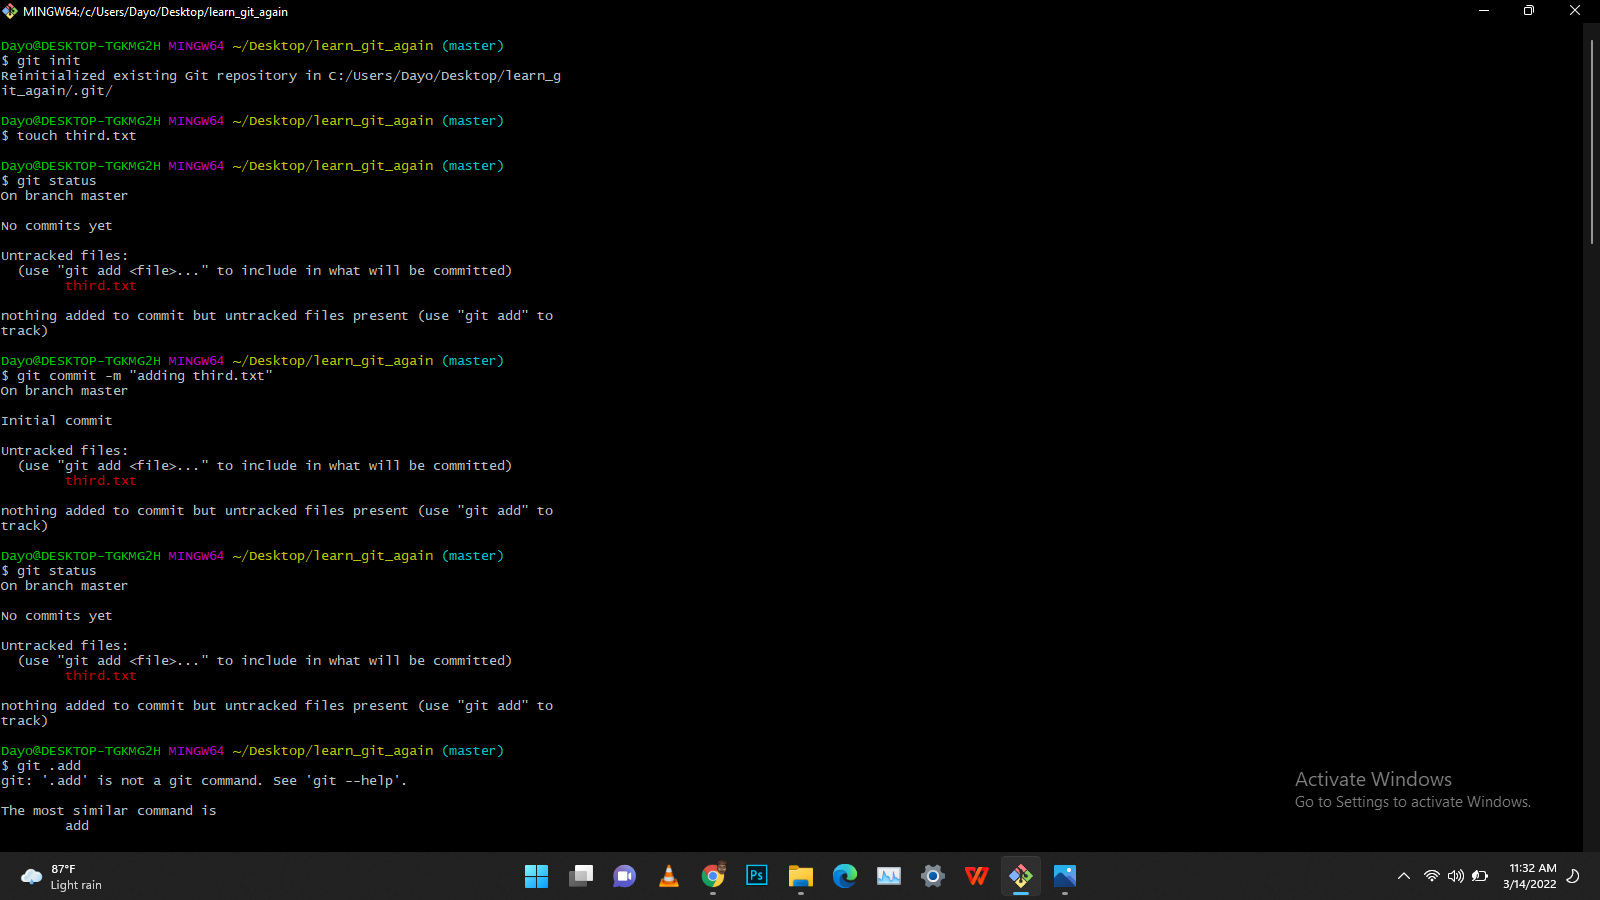 MINGW64:/c/Users/Dayo/Desktop/learn_git_again
Dayo@DESKTOP-TGKMG2H MINGW64 ~/Desktop/learn_git_again (master)
$ git init
Reinitialized existing Git repository in C:/Users/Dayo/Desktop/learn_g
it_again/.git/
Dayo@DESKTOP-TGKMG2H MINGW64 ~/Desktop/learn_git_again (master)
$ touch third.txt
Dayo@DESKTOP-TGKMG2H MINGW64 ~/Desktop/learn_git_again (master)
$ git status
On branch master
No commits yet
Untracked files:
(use "git add <file>..." to include in what will be committed)
third.txt
nothing added to commit but untracked files present (use "git add" to
track)
Dayo@DESKTOP-TGKMG2H MINGW64 ~/Desktop/learn_git_again (master)
$ git commit -m "adding third.txt"
On branch master
Initial commit
Untracked files:
(use "git add <file>..." to include in what will be committed)
third.txt
nothing added to commit but untracked files present (use "git add" to
track)
Dayo@DESKTOP-TGKMG2H MINGW64 ~/Desktop/learn_git_again (master)
$ git status
On branch master
No commits yet
Untracked files:
(use "git add <file>..." to include in what will be committed)
third.txt
nothing added to commit but untracked files present (use "git add" to
track)
Dayo@DESKTOP-TGKMG2H MINGW64 ~/Desktop/learn_git_again (master)
$ git .add
git: '.add' is not a git command. See 'git --help'.
The most similar command is
add
Activate Windows
Go to Settings to activate Windows.
87°F
Light rain
Ps
11:32 AM
3/14/2022